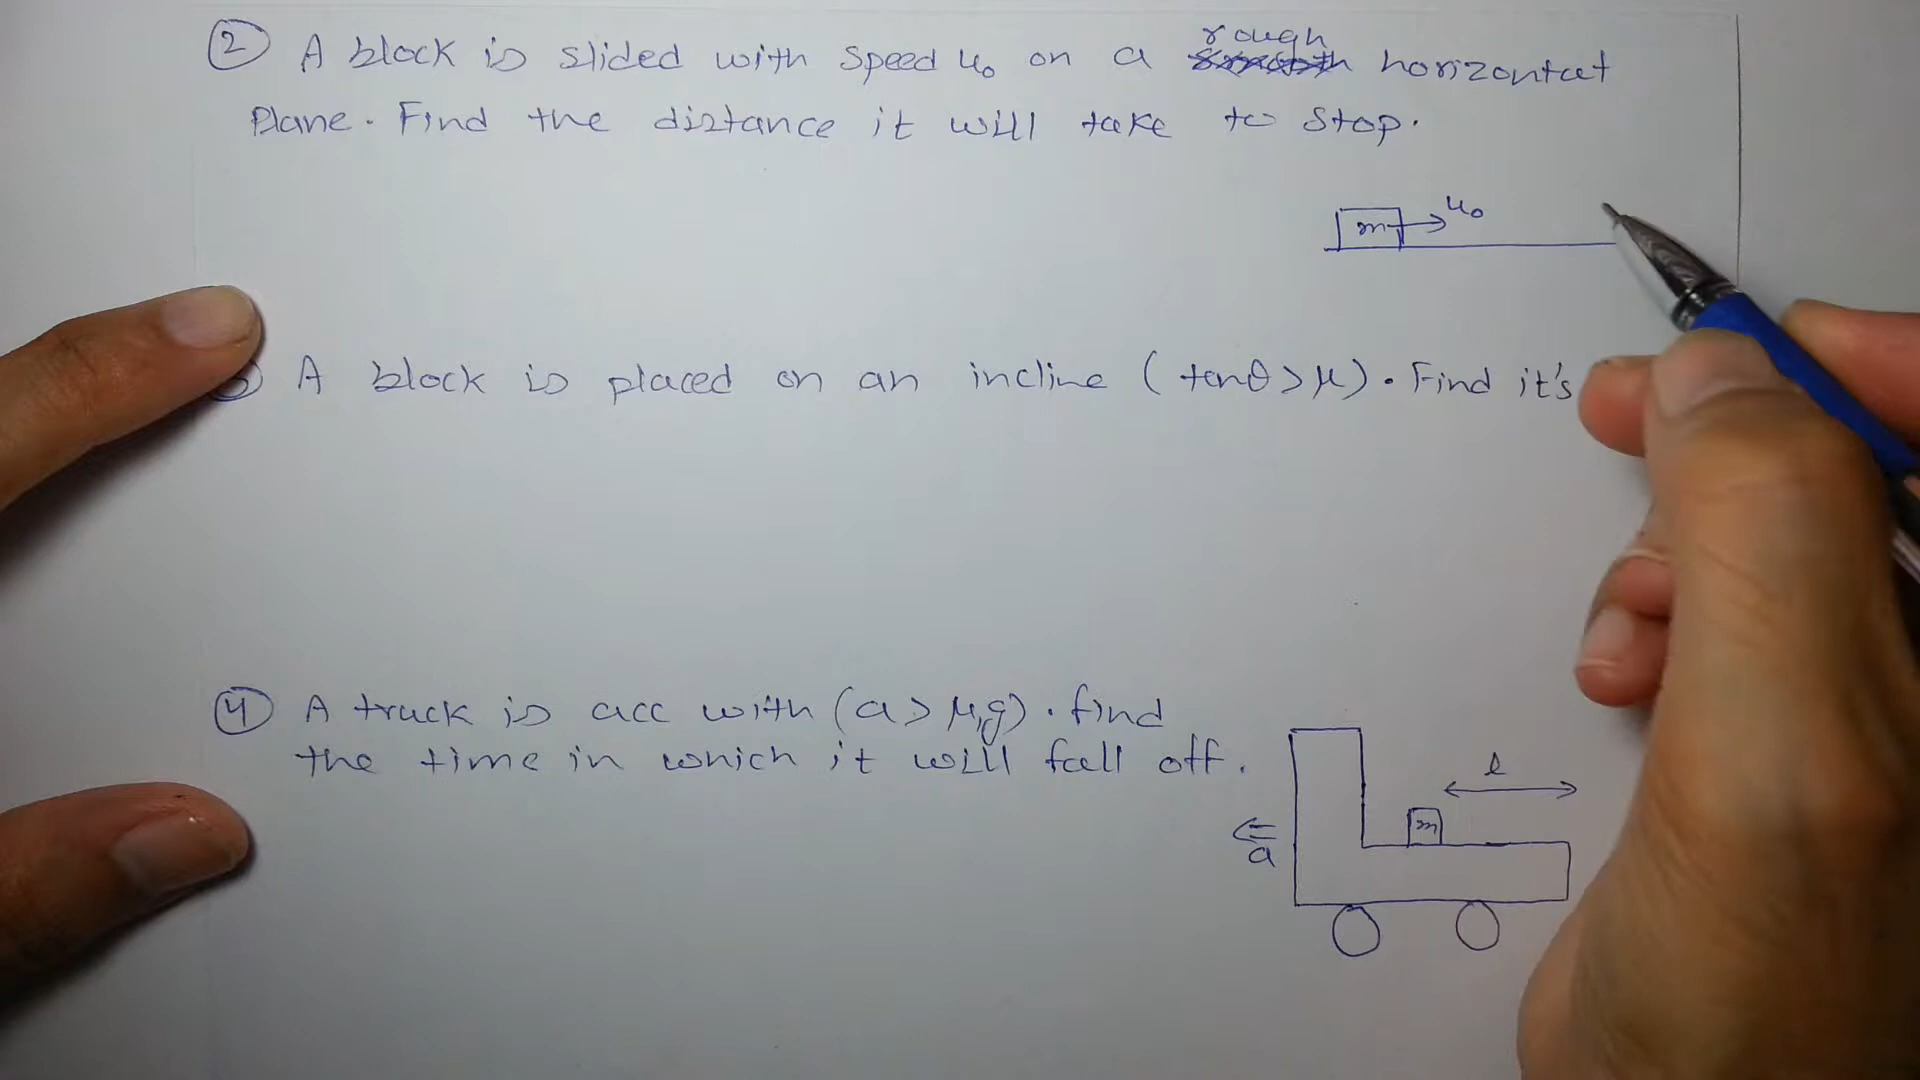 ② A block is slided with speed u₀ on a rough horizontal
Plane. Find the distance it will take to stop.
m u₀
A block is placed on an incline (tanθ > μ). Find it's
④ A truck is acc with (a > μ,g). find
the time in which it will fall off.
l
m
a